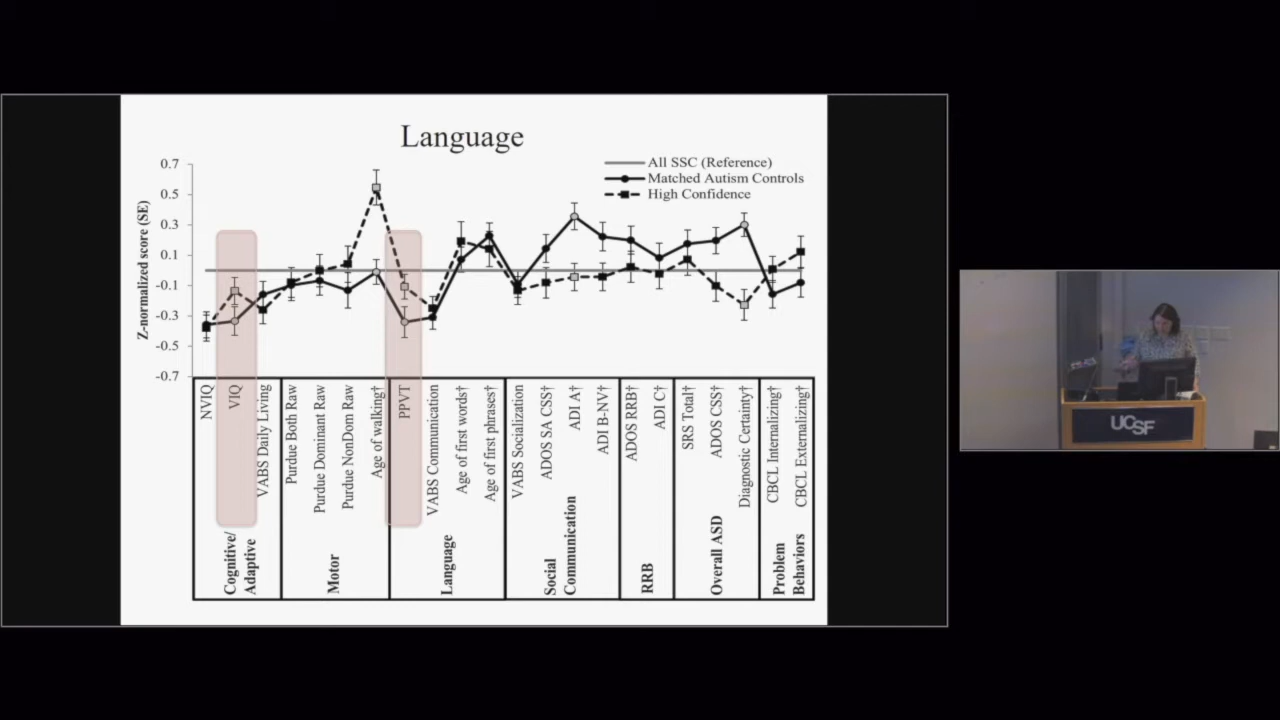 Language
All SSC (Reference)
Matched Autism Controls
High Confidence
Z-normalized score (SE)
0.7
0.5
0.3
0.1
-0.1
-0.3
-0.5
-0.7
NVIQ
VIQ
VABS Daily Living
Purdue Both Raw
Purdue Dominant Raw
Purdue NonDom Raw
Age of walking†
PPVT
VABS Communication
Age of first words†
Age of first phrases†
VABS Socialization
ADOS SA CSS†
ADI A†
ADI B-NV†
ADOS RRB†
ADI C†
SRS Total†
ADOS CSS†
Diagnostic Certainty†
CBCL Internalizing†
CBCL Externalizing†
Cognitive/
Adaptive
Motor
Language
Social
Communication
RRB
Overall ASD
Problem
Behaviors
UCSF